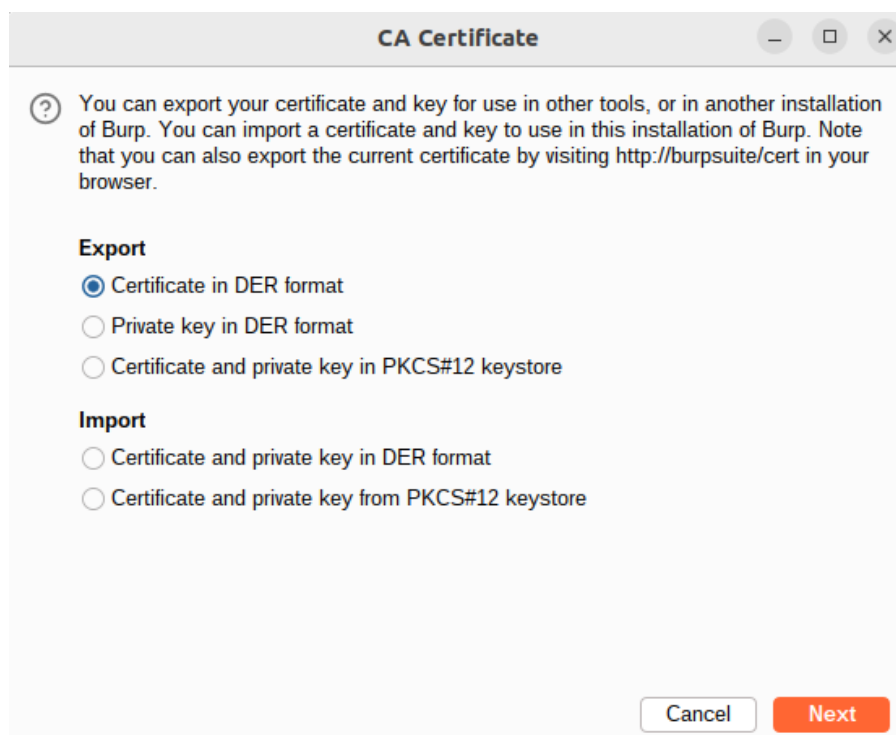 CA Certificate
You can export your certificate and key for use in other tools, or in another installation
of Burp. You can import a certificate and key to use in this installation of Burp. Note
that you can also export the current certificate by visiting http://burpsuite/cert in your
browser.
Export
Certificate in DER format
Private key in DER format
Certificate and private key in PKCS#12 keystore
Import
Certificate and private key in DER format
Certificate and private key from PKCS#12 keystore
Cancel Next